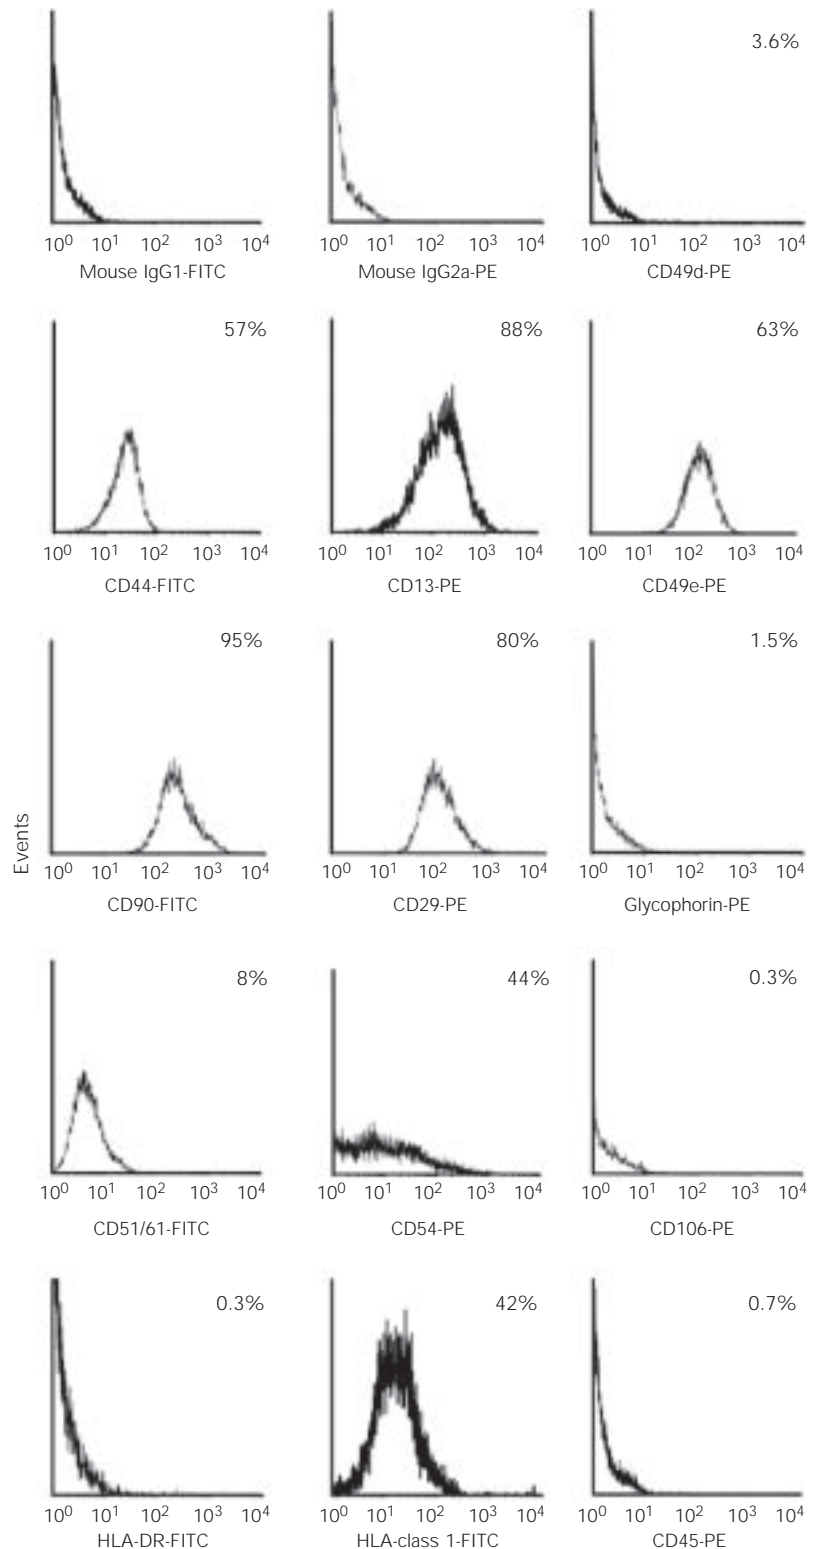 3.6%
10⁰ 10¹ 10² 10³ 10⁴ 10⁰ 10¹ 10² 10³ 10⁴ 10⁰ 10¹ 10² 10³ 10⁴
Mouse IgG1-FITC Mouse IgG2a-PE CD49d-PE
57% 88% 63%
10⁰ 10¹ 10² 10³ 10⁴ 10⁰ 10¹ 10² 10³ 10⁴ 10⁰ 10¹ 10² 10³ 10⁴
CD44-FITC CD13-PE CD49e-PE
95% 80% 1.5%
Events
10⁰ 10¹ 10² 10³ 10⁴ 10⁰ 10¹ 10² 10³ 10⁴ 10⁰ 10¹ 10² 10³ 10⁴
CD90-FITC CD29-PE Glycophorin-PE
8% 44% 0.3%
10⁰ 10¹ 10² 10³ 10⁴ 10⁰ 10¹ 10² 10³ 10⁴ 10⁰ 10¹ 10² 10³ 10⁴
CD51/61-FITC CD54-PE CD106-PE
0.3% 42% 0.7%
10⁰ 10¹ 10² 10³ 10⁴ 10⁰ 10¹ 10² 10³ 10⁴ 10⁰ 10¹ 10² 10³ 10⁴
HLA-DR-FITC HLA-class 1-FITC CD45-PE